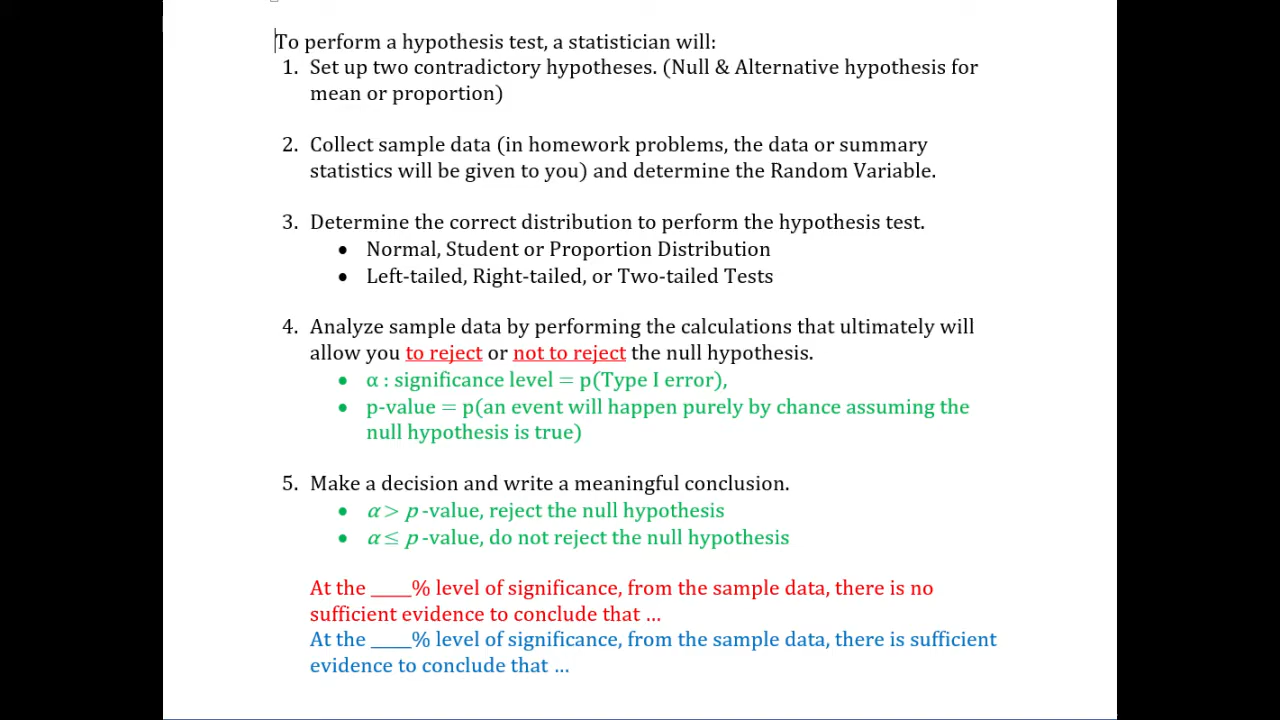 To perform a hypothesis test, a statistician will:
1. Set up two contradictory hypotheses. (Null & Alternative hypothesis for
mean or proportion)
2. Collect sample data (in homework problems, the data or summary
statistics will be given to you) and determine the Random Variable.
3. Determine the correct distribution to perform the hypothesis test.
• Normal, Student or Proportion Distribution
• Left-tailed, Right-tailed, or Two-tailed Tests
4. Analyze sample data by performing the calculations that ultimately will
allow you to reject or not to reject the null hypothesis.
• α : significance level = p(Type I error),
• p-value = p(an event will happen purely by chance assuming the
null hypothesis is true)
5. Make a decision and write a meaningful conclusion.
• α > p -value, reject the null hypothesis
• α ≤ p -value, do not reject the null hypothesis
At the ____% level of significance, from the sample data, there is no
sufficient evidence to conclude that …
At the ____% level of significance, from the sample data, there is sufficient
evidence to conclude that …